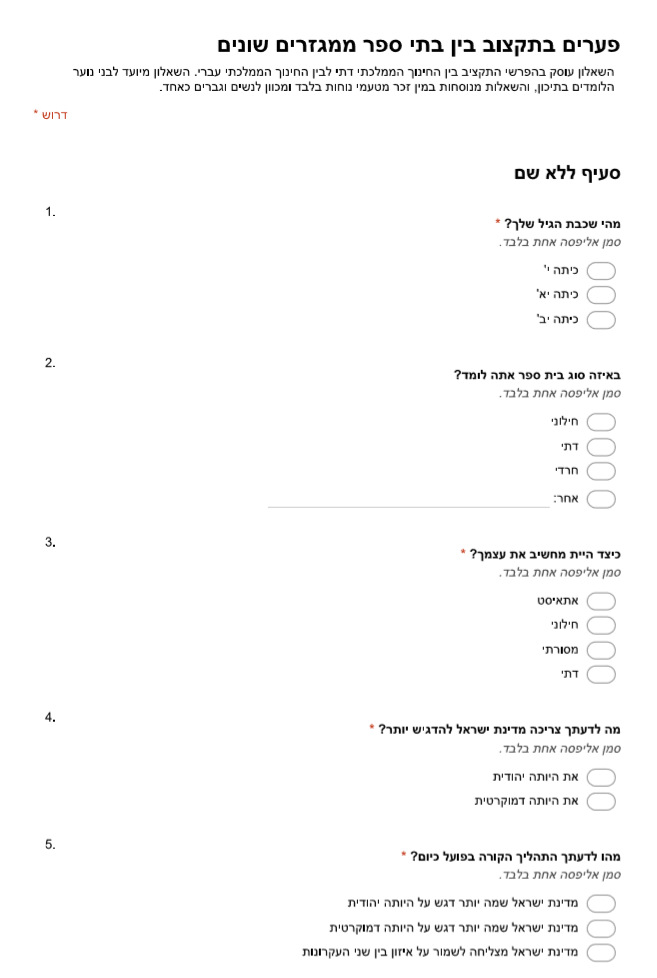 פערים בתקצוב בין בתי ספר ממגזרים שונים
השאלון עוסק בהפרשי התקציב בין החינוך הממלכתי דתי לבין החינוך הממלכתי עברי. השאלון מיועד לבני נוער
הלומדים בתיכון, והשאלות מנוסחות במין זכר מטעמי נוחות בלבד ומכוון לנשים וגברים כאחד.
* דרוש
סעיף ללא שם
1.
מהי שכבת הגיל שלך? *
סמן אליפסה אחת בלבד.
כיתה י'
כיתה יא'
כיתה יב'
2.
באיזה סוג בית ספר אתה לומד?
סמן אליפסה אחת בלבד.
חילוני
דתי
חרדי
אחר:
3.
כיצד היית מחשיב את עצמך? *
סמן אליפסה אחת בלבד.
אתאיסט
חילוני
מסורתי
דתי
4.
מה לדעתך צריכה מדינת ישראל להדגיש יותר? *
סמן אליפסה אחת בלבד.
את היותה יהודית
את היותה דמוקרטית
5.
מהו לדעתך התהליך הקורה בפועל כיום? *
סמן אליפסה אחת בלבד.
מדינת ישראל שמה יותר דגש על היותה יהודית
מדינת ישראל שמה יותר דגש על היותה דמוקרטית
מדינת ישראל מצליחה לשמור על איזון בין שני העקרונות